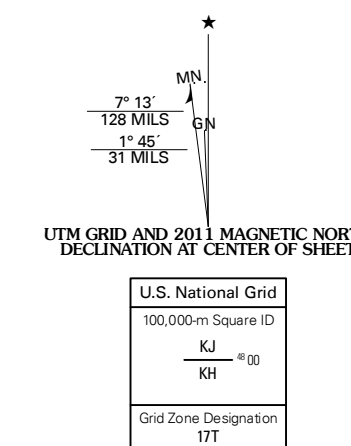 MN
7° 13′
128 MILS
GN
1° 45′
31 MILS
UTM GRID AND 2011 MAGNETIC NOR
DECLINATION AT CENTER OF SHEET
U.S. National Grid
100,000-m Square ID
KJ
48 00
KH
Grid Zone Designation
17T